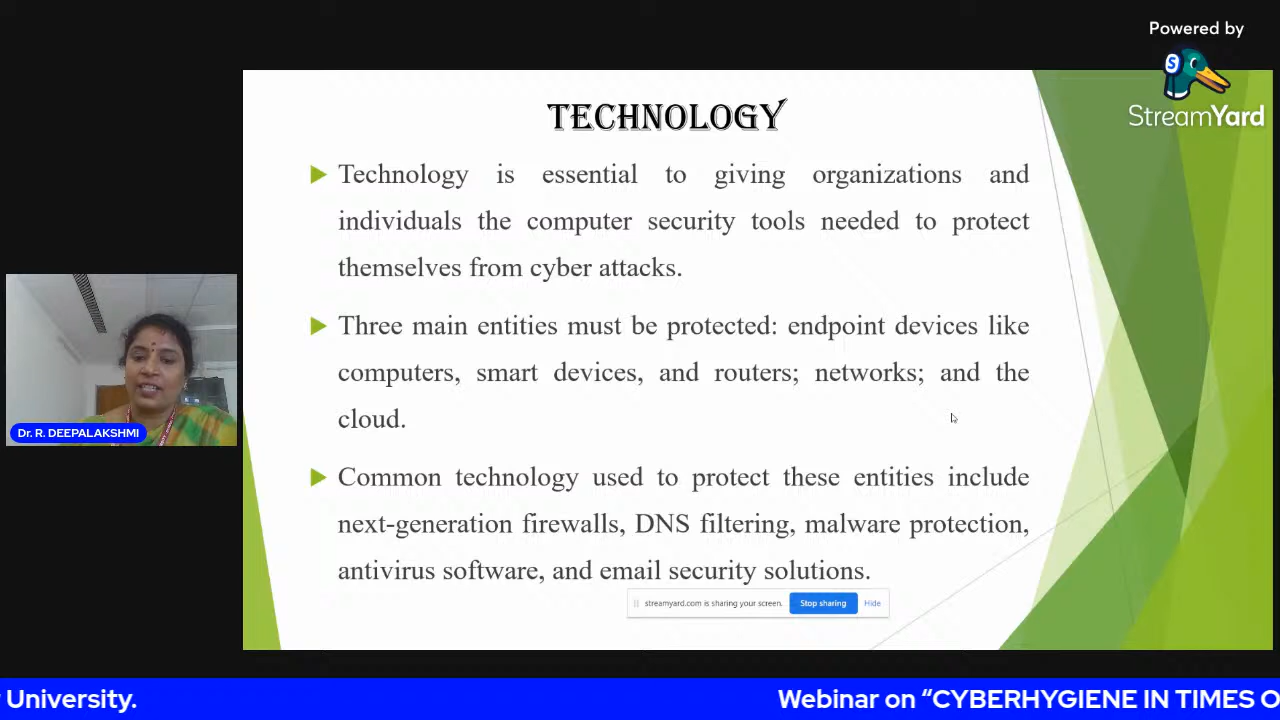 Powered by
StreamYard
TECHNOLOGY
Technology is essential to giving organizations and
individuals the computer security tools needed to protect
themselves from cyber attacks.
Three main entities must be protected: endpoint devices like
computers, smart devices, and routers; networks; and the
cloud.
Common technology used to protect these entities include
next-generation firewalls, DNS filtering, malware protection,
antivirus software, and email security solutions.
streamyard.com is sharing your screen. Stop sharing Hide
Dr. R. DEEPALAKSHMI
University. Webinar on “CYBERHYGIENE IN TIMES O